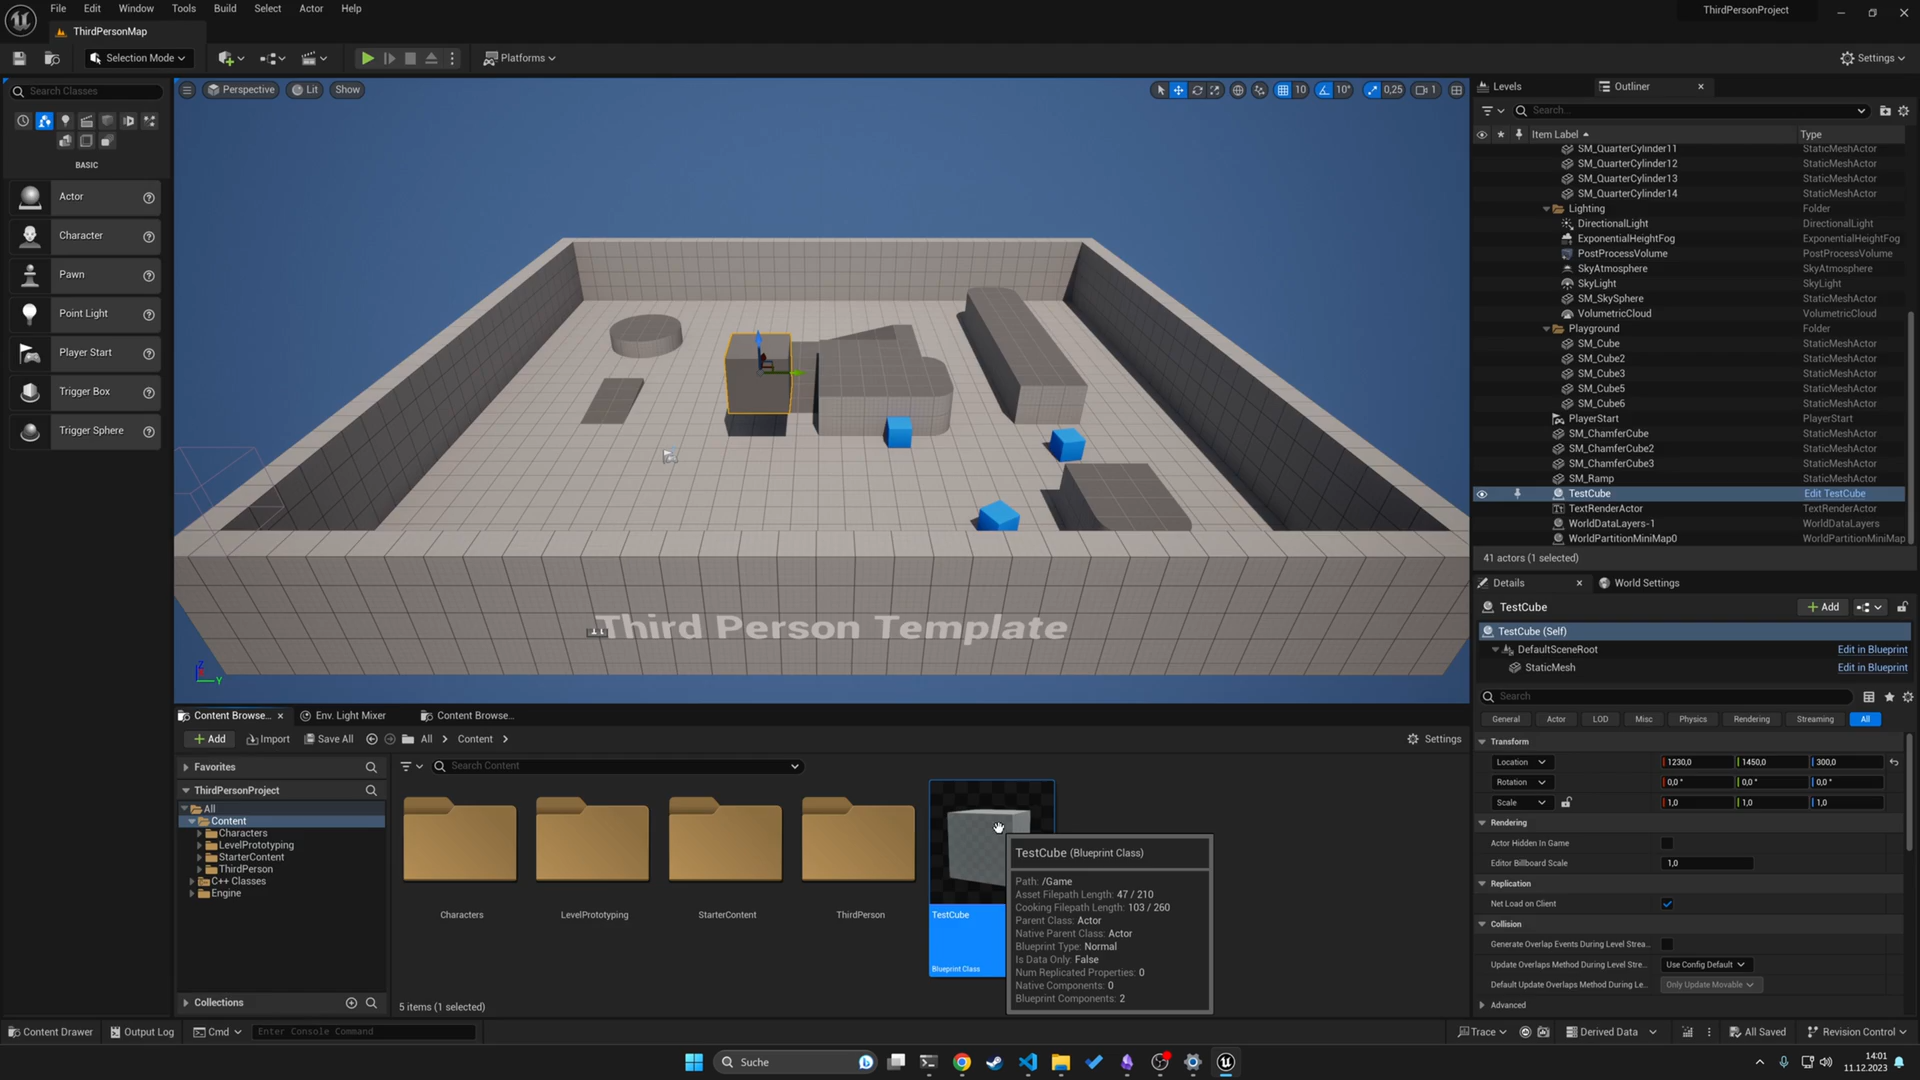 File Edit Window Tools Build Select Actor Help
ThirdPersonProject
ThirdPersonMap
Selection Mode
Platforms
Settings
Search Classes
BASIC
Actor
Character
Pawn
Point Light
Player Start
Trigger Box
Trigger Sphere
Perspective Lit Show
10 10° 0,25 1
Third Person Template
Z
Y
Levels Outliner
Search...
Item Label Type
SM_QuarterCylinder11 StaticMeshActor
SM_QuarterCylinder12 StaticMeshActor
SM_QuarterCylinder13 StaticMeshActor
SM_QuarterCylinder14 StaticMeshActor
Lighting Folder
DirectionalLight DirectionalLight
ExponentialHeightFog ExponentialHeightFog
PostProcessVolume PostProcessVolume
SkyAtmosphere SkyAtmosphere
SkyLight SkyLight
SM_SkySphere StaticMeshActor
VolumetricCloud VolumetricCloud
Playground Folder
SM_Cube StaticMeshActor
SM_Cube2 StaticMeshActor
SM_Cube3 StaticMeshActor
SM_Cube5 StaticMeshActor
SM_Cube6 StaticMeshActor
PlayerStart PlayerStart
SM_ChamferCube StaticMeshActor
SM_ChamferCube2 StaticMeshActor
SM_ChamferCube3 StaticMeshActor
SM_Ramp StaticMeshActor
TestCube Edit TestCube
TextRenderActor TextRenderActor
WorldDataLayers-1 WorldDataLayers
WorldPartitionMiniMap0 WorldPartitionMiniMap
41 actors (1 selected)
Details World Settings
TestCube
Add
TestCube (Self)
DefaultSceneRoot Edit in Blueprint
StaticMesh Edit in Blueprint
Search
General Actor LOD Misc Physics Rendering Streaming All
Transform
Location 1230,0 1450,0 300,0
Rotation 0,0 ° 0,0 ° 0,0 °
Scale 1,0 1,0 1,0
Rendering
Actor Hidden In Game
Editor Billboard Scale 1,0
Replication
Net Load on Client
Collision
Generate Overlap Events During Level Strea...
Update Overlaps Method During Level Stre... Use Config Default
Default Update Overlaps Method During Le... Only Update Movable
Advanced
Content Browse... Env. Light Mixer Content Browse...
Add Import Save All All Content Settings
Favorites
ThirdPersonProject
All
Content
Characters
LevelPrototyping
StarterContent
ThirdPerson
C++ Classes
Engine
Collections
Search Content
Characters
LevelPrototyping
StarterContent
ThirdPerson
TestCube
Blueprint Class
TestCube (Blueprint Class)
Path: /Game
Asset Filepath Length: 47 / 210
Cooking Filepath Length: 103 / 260
Parent Class: Actor
Native Parent Class: Actor
Blueprint Type: Normal
Is Data Only: False
Num Replicated Properties: 0
Native Components: 0
Blueprint Components: 2
5 items (1 selected)
Content Drawer Output Log Cmd Enter Console Command
Trace Derived Data All Saved Revision Control
Suche
14:01
11.12.2023